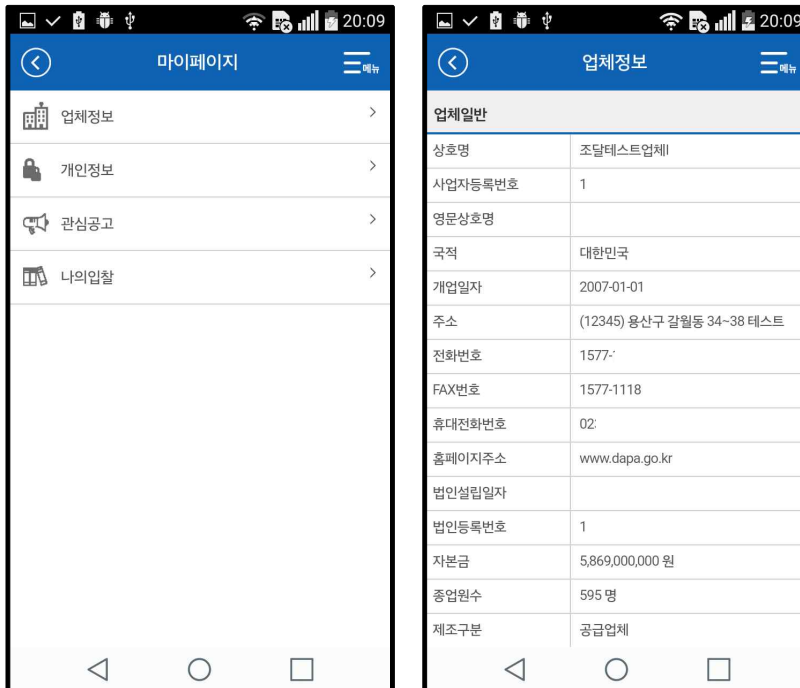 20:09
마이페이지
메뉴
업체정보
개인정보
관심공고
나의입찰
20:09
업체정보
메뉴
업체일반
상호명 조달테스트업체
사업자등록번호 1
영문상호명
국적 대한민국
개업일자 2007-01-01
주소 (12345) 용산구 갈월동 34~38 테스트
전화번호 1577-
FAX번호 1577-1118
휴대전화번호 02
홈페이지주소 www.dapa.go.kr
법인설립일자
법인등록번호 1
자본금 5,869,000,000 원
종업원수 595 명
제조구분 공급업체